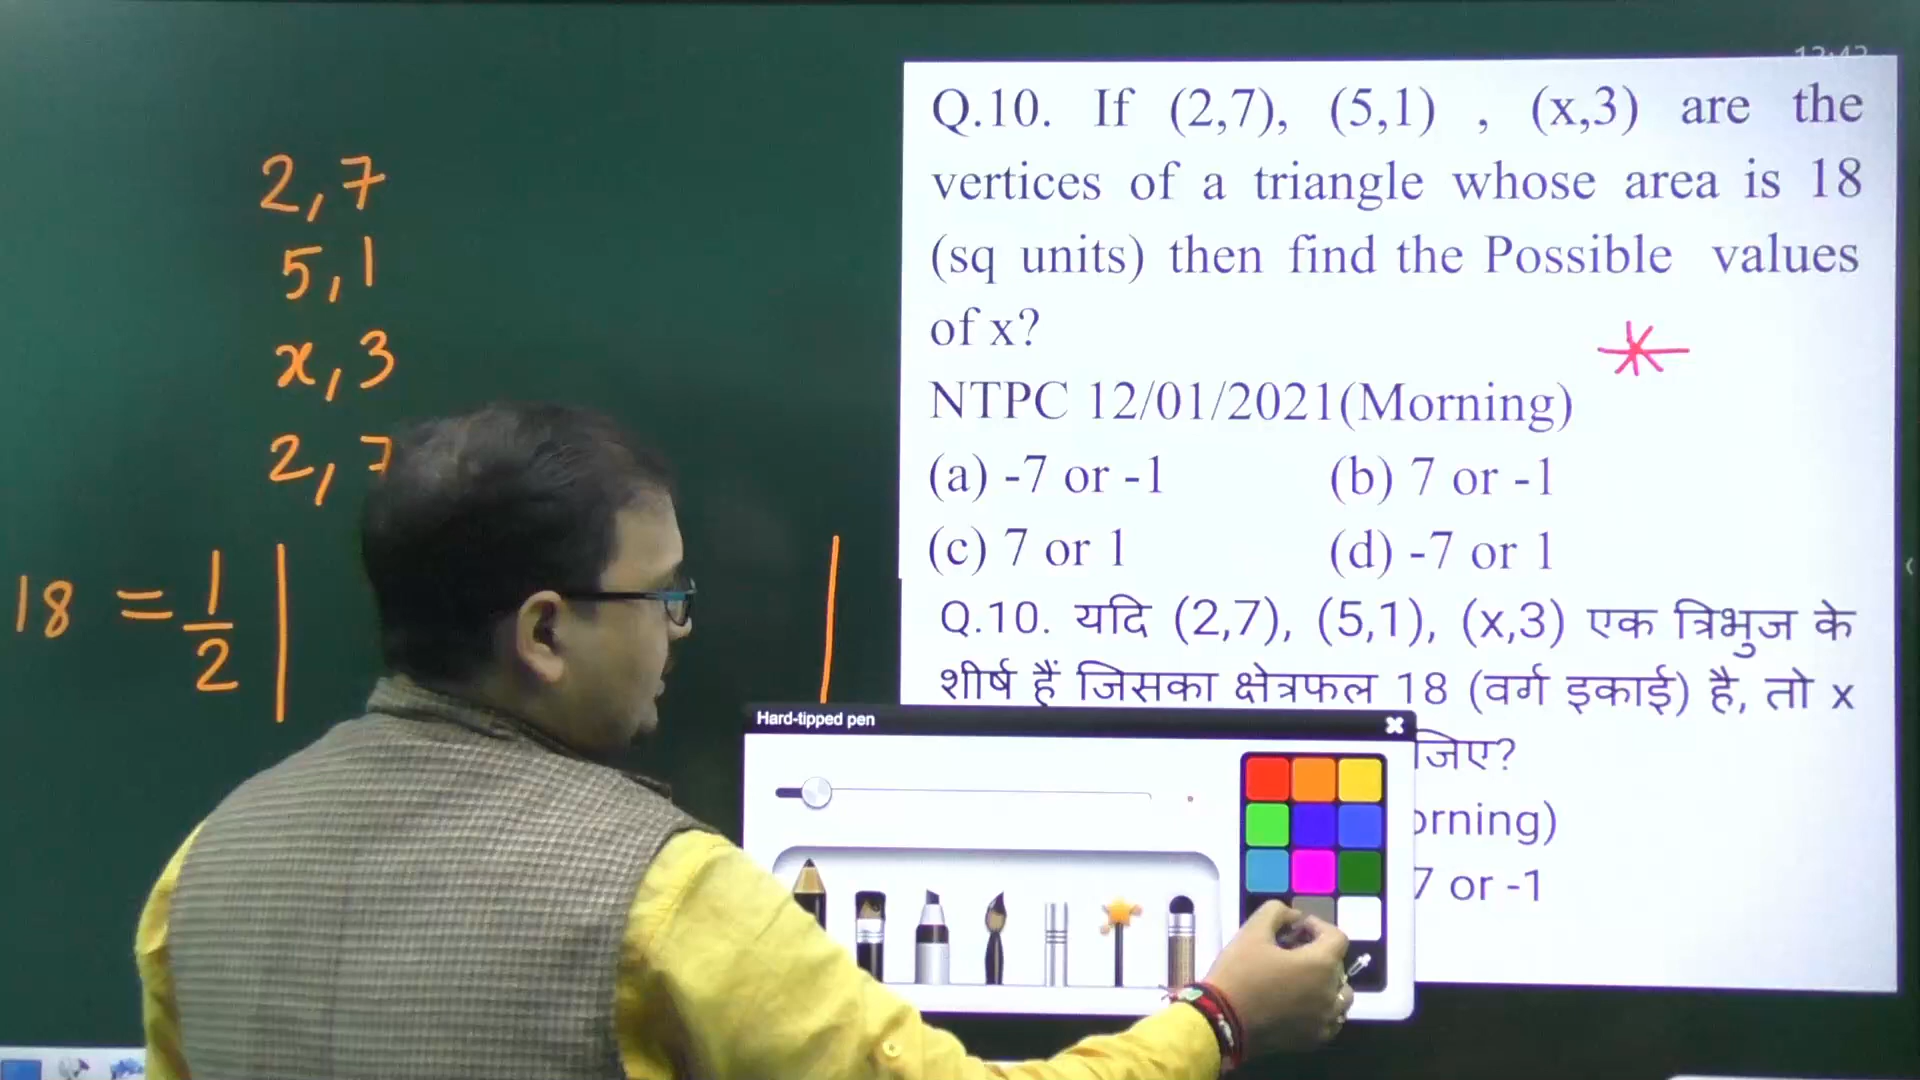 12:42
2,7
5,1
x,3
2,7
18 = 1/2
Q.10. If (2,7), (5,1) , (x,3) are the
vertices of a triangle whose area is 18
(sq units) then find the Possible values
of x?
NTPC 12/01/2021(Morning)
(a) -7 or -1 (b) 7 or -1
(c) 7 or 1 (d) -7 or 1
Q.10. यदि (2,7), (5,1), (x,3) एक त्रिभुज के
शीर्ष हैं जिसका क्षेत्रफल 18 (वर्ग इकाई) है, तो x
जिए?
orning)
7 or -1
Hard-tipped pen